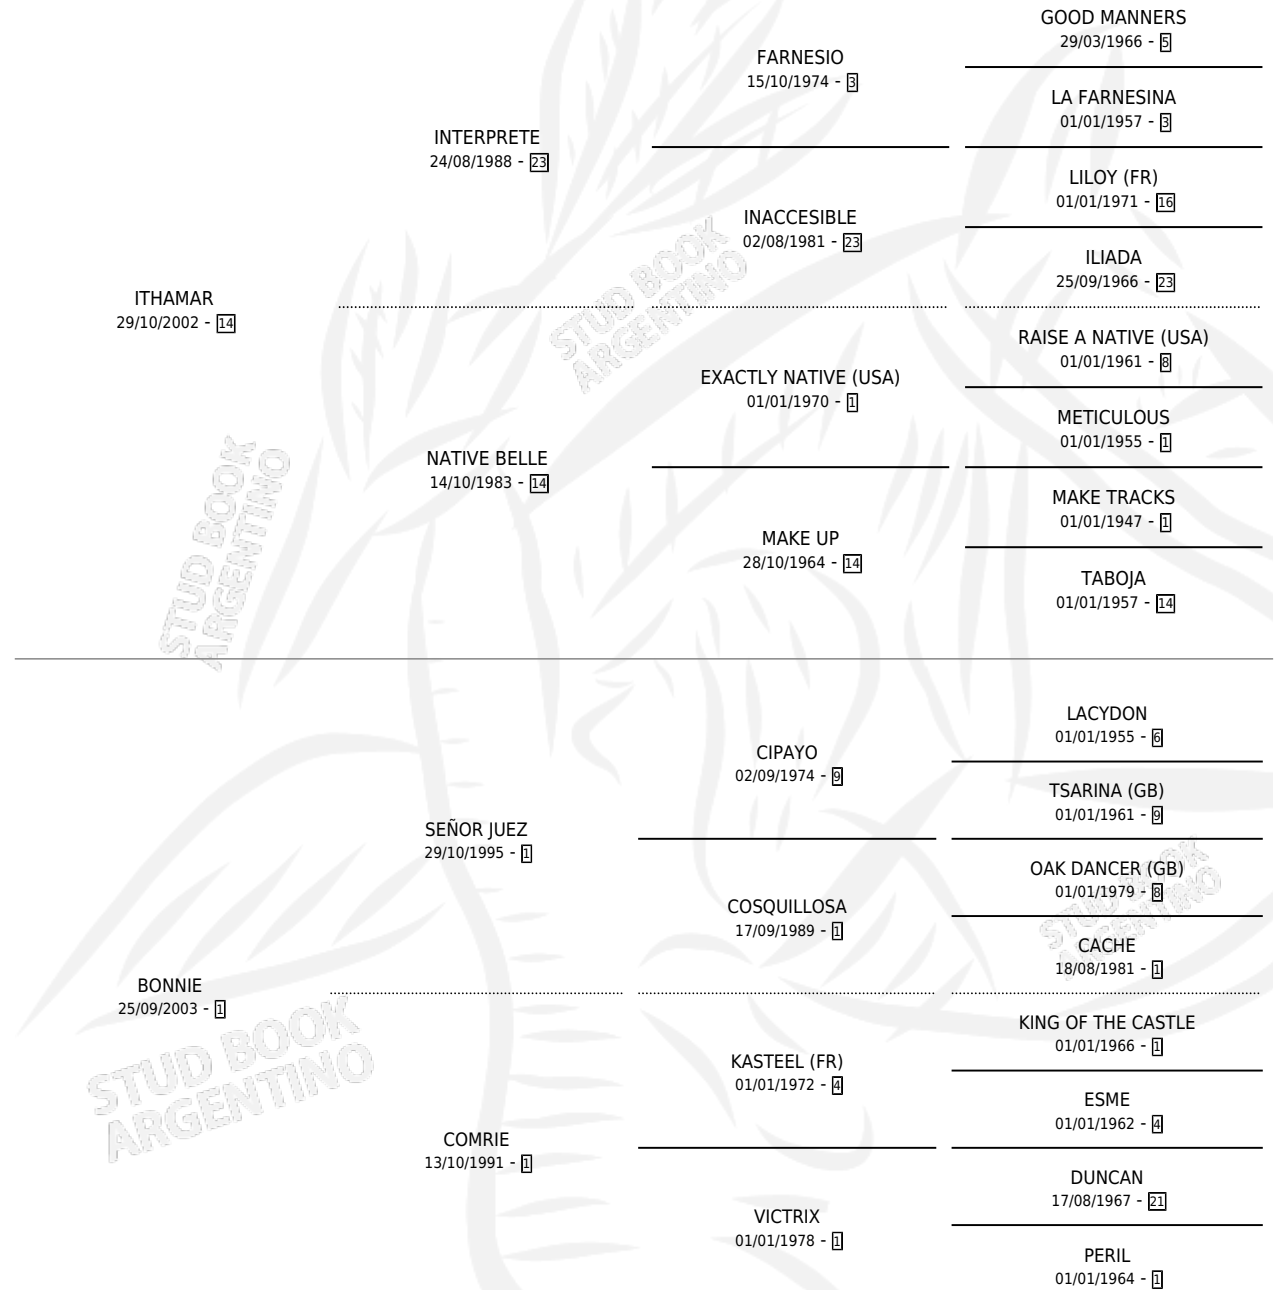 GOOD MANNERS
29/03/1966 - 5
FARNESIO
15/10/1974 - 3
LA FARNESINA
01/01/1957 - 3
INTERPRETE
24/08/1988 - 23
LILOY (FR)
01/01/1971 - 16
INACCESIBLE
02/08/1981 - 23
ILIADA
25/09/1966 - 23
ITHAMAR
29/10/2002 - 14
RAISE A NATIVE (USA)
01/01/1961 - 8
EXACTLY NATIVE (USA)
01/01/1970 - 1
METICULOUS
01/01/1955 - 1
NATIVE BELLE
14/10/1983 - 14
MAKE TRACKS
01/01/1947 - 1
MAKE UP
28/10/1964 - 14
TABOJA
01/01/1957 - 14
LACYDON
01/01/1955 - 6
CIPAYO
02/09/1974 - 9
TSARINA (GB)
01/01/1961 - 9
SEÑOR JUEZ
29/10/1995 - 1
OAK DANCER (GB)
01/01/1979 - 8
COSQUILLOSA
17/09/1989 - 1
CACHE
18/08/1981 - 1
BONNIE
25/09/2003 - 1
KING OF THE CASTLE
01/01/1966 - 1
KASTEEL (FR)
01/01/1972 - 4
ESME
01/01/1962 - 4
COMRIE
13/10/1991 - 1
DUNCAN
17/08/1967 - 21
VICTRIX
01/01/1978 - 1
PERIL
01/01/1964 - 1
STUD BOOK
ARGENTINO
STUD BOOK
ARGENTINO
STUD BOOK
ARGENTINO
STUD BOOK
ARGENTINO